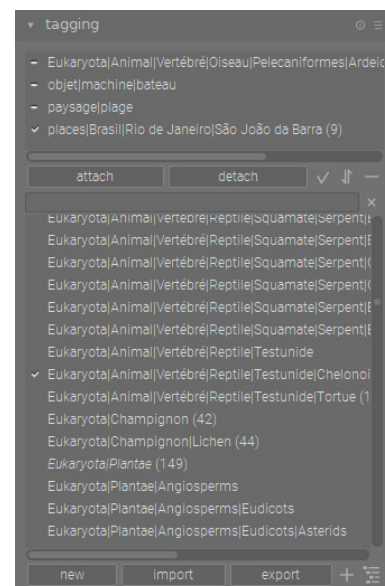 tagging
Eukaryota|Animal|Vertébré|Oiseau|Pelecaniformes|Ardeid
objet|machine|bateau
paysage|plage
places|Brasil|Rio de Janeiro|São João da Barra (9)
attach detach
Eukaryota|Animal|Vertébré|Reptile|Squamate|Serpent|
Eukaryota|Animal|Vertébré|Reptile|Squamate|Serpent|
Eukaryota|Animal|Vertébré|Reptile|Squamate|Serpent|
Eukaryota|Animal|Vertébré|Reptile|Squamate|Serpent|
Eukaryota|Animal|Vertébré|Reptile|Squamate|Serpent|
Eukaryota|Animal|Vertébré|Reptile|Squamate|Serpent|
Eukaryota|Animal|Vertébré|Reptile|Testunide
Eukaryota|Animal|Vertébré|Reptile|Testunide|Chelonoi
Eukaryota|Animal|Vertébré|Reptile|Testunide|Tortue (1
Eukaryota|Champignon (42)
Eukaryota|Champignon|Lichen (44)
Eukaryota|Plantae (149)
Eukaryota|Plantae|Angiosperms
Eukaryota|Plantae|Angiosperms|Eudicots
Eukaryota|Plantae|Angiosperms|Eudicots|Asterids
new import export